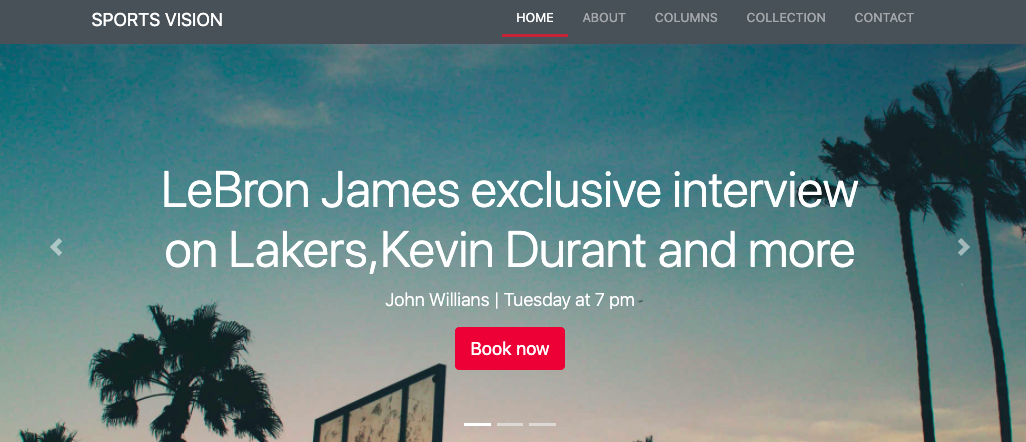 SPORTS VISION
HOME ABOUT COLUMNS COLLECTION CONTACT
LeBron James exclusive interview
on Lakers,Kevin Durant and more
John Willians | Tuesday at 7 pm -
Book now